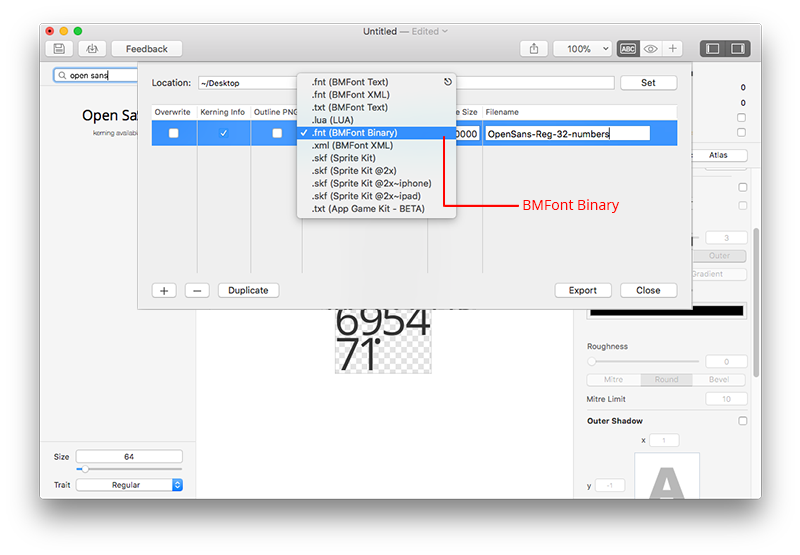 Untitled — Edited
Feedback
100%
ABC
open sans
Location:
~/Desktop
Set
Overwrite
Kerning Info
Outline PNG
.fnt (BMFont Text)
.fnt (BMFont XML)
.txt (BMFont Text)
.lua (LUA)
.fnt (BMFont Binary)
.xml (BMFont XML)
.skf (Sprite Kit)
.skf (Sprite Kit @2x)
.skf (Sprite Kit @2x~iphone)
.skf (Sprite Kit @2x~ipad)
.txt (App Game Kit - BETA)
Size
Filename
0000
OpenSans-Reg-32-numbers
BMFont Binary
Duplicate
Export
Close
Open Sa
kerning available
0
0
Atlas
3
Outer
Gradient
6954
71
Roughness
0
Mitre
Round
Bevel
Mitre Limit
10
Outer Shadow
x
1
y
-1
A
Size
64
Trait
Regular